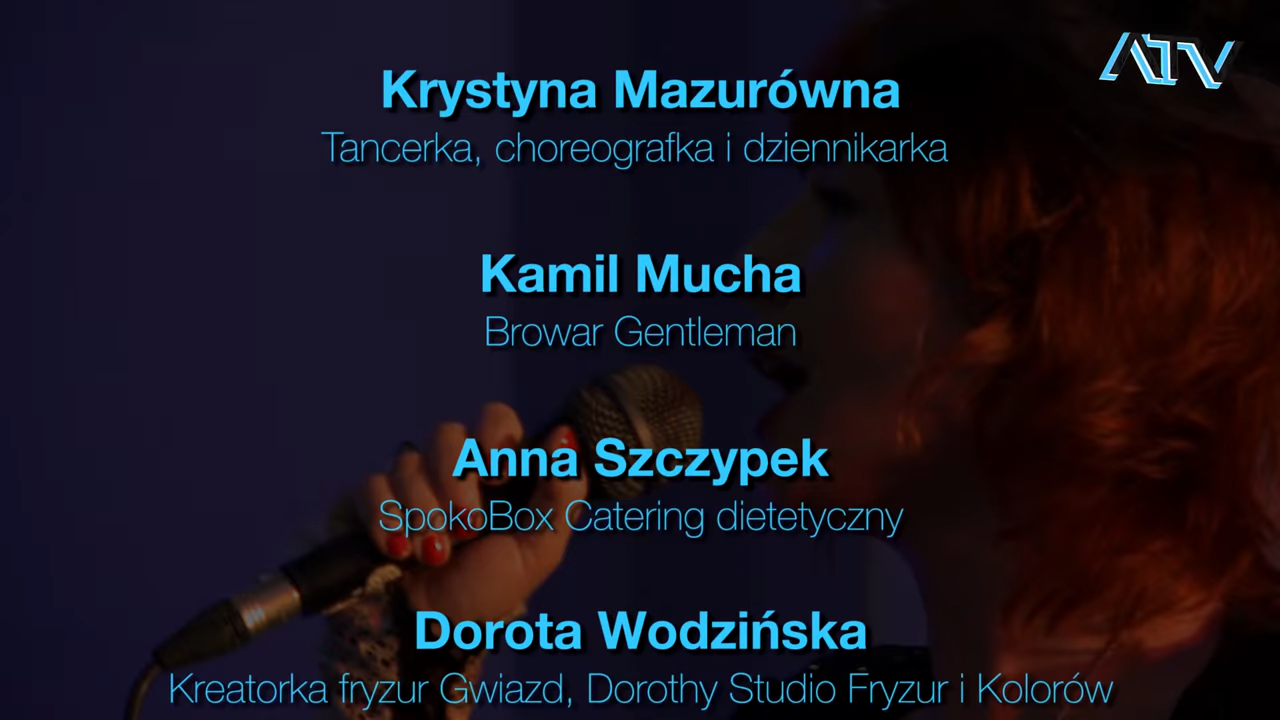 ATV
Krystyna Mazurówna
Tancerka, choreografka i dziennikarka
Kamil Mucha
Browar Gentleman
Anna Szczypek
SpokoBox Catering dietetyczny
Dorota Wodzińska
Kreatorka fryzur Gwiazd, Dorothy Studio Fryzur i Kolorów